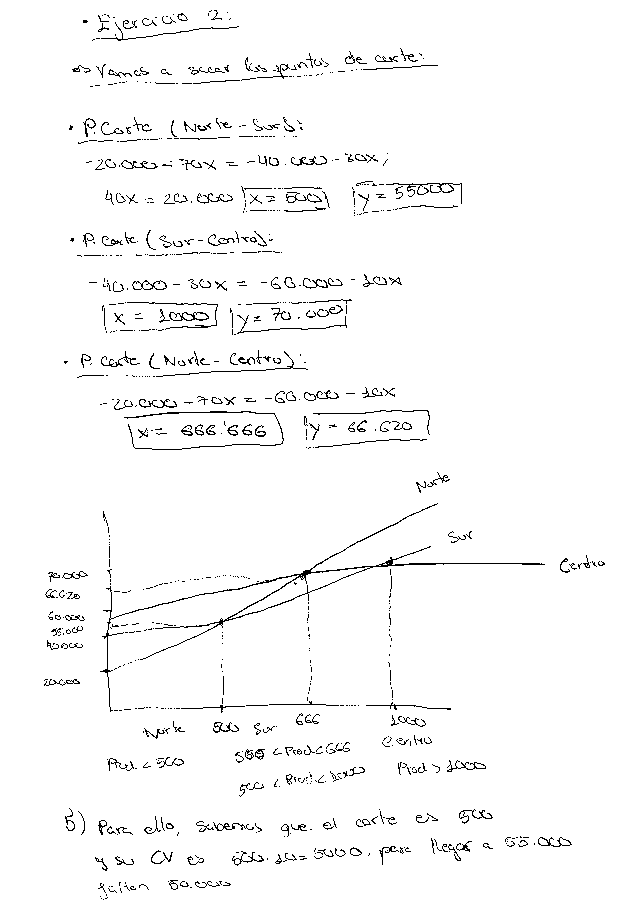 • Ejercicio 2:
⇒ Vamos a sacar los puntos de corte:
• P. Corte (Norte - Sur):
-20.000 - 70x = -40.000 - 30x;
40x = 20.000 x = 500 y = 55000
• P. corte (Sur - Centro):
-40.000 - 30x = -60.000 - 10x
x = 1000 y = 70.000
• P. corte (Norte - Centro):
-20.000 - 70x = -60.000 - 10x
x = 666.666 y = 66.620
Norte
Sur
Centro
70.000
66.620
60.000
55.000
40.000
20.000
Norte 500 Sur 666 1000
Centro
Prod. < 500 500 < Prod < 666
500 < Prod < 1000 Prod > 1000
5) Para ello, sabemos que el corte es 500
y su CV es 500.10 = 5000, para llegar a 55.000
faltan 50.000